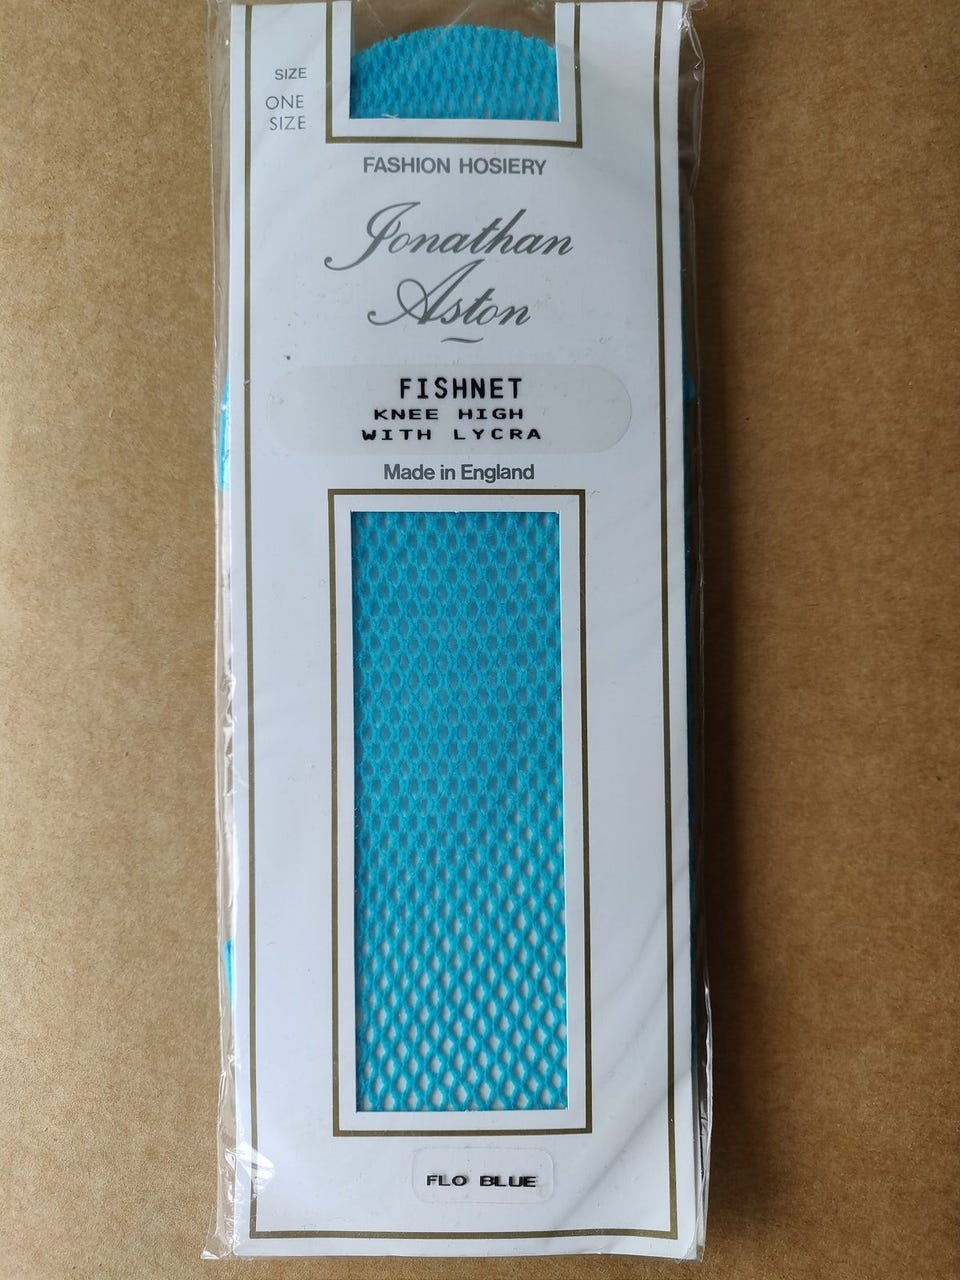 SIZE
ONE
SIZE
FASHION HOSIERY
Jonathan
Aston
FISHNET
KNEE HIGH
WITH LYCRA
Made in England
FLO BLUE